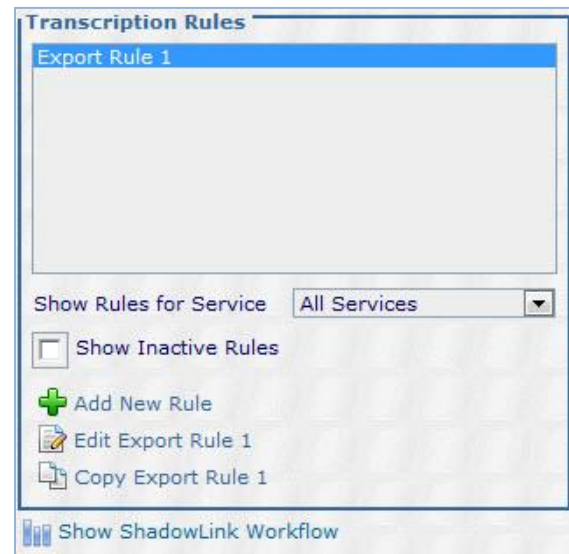 Transcription Rules
Export Rule 1
Show Rules for Service All Services
Show Inactive Rules
Add New Rule
Edit Export Rule 1
Copy Export Rule 1
Show ShadowLink Workflow